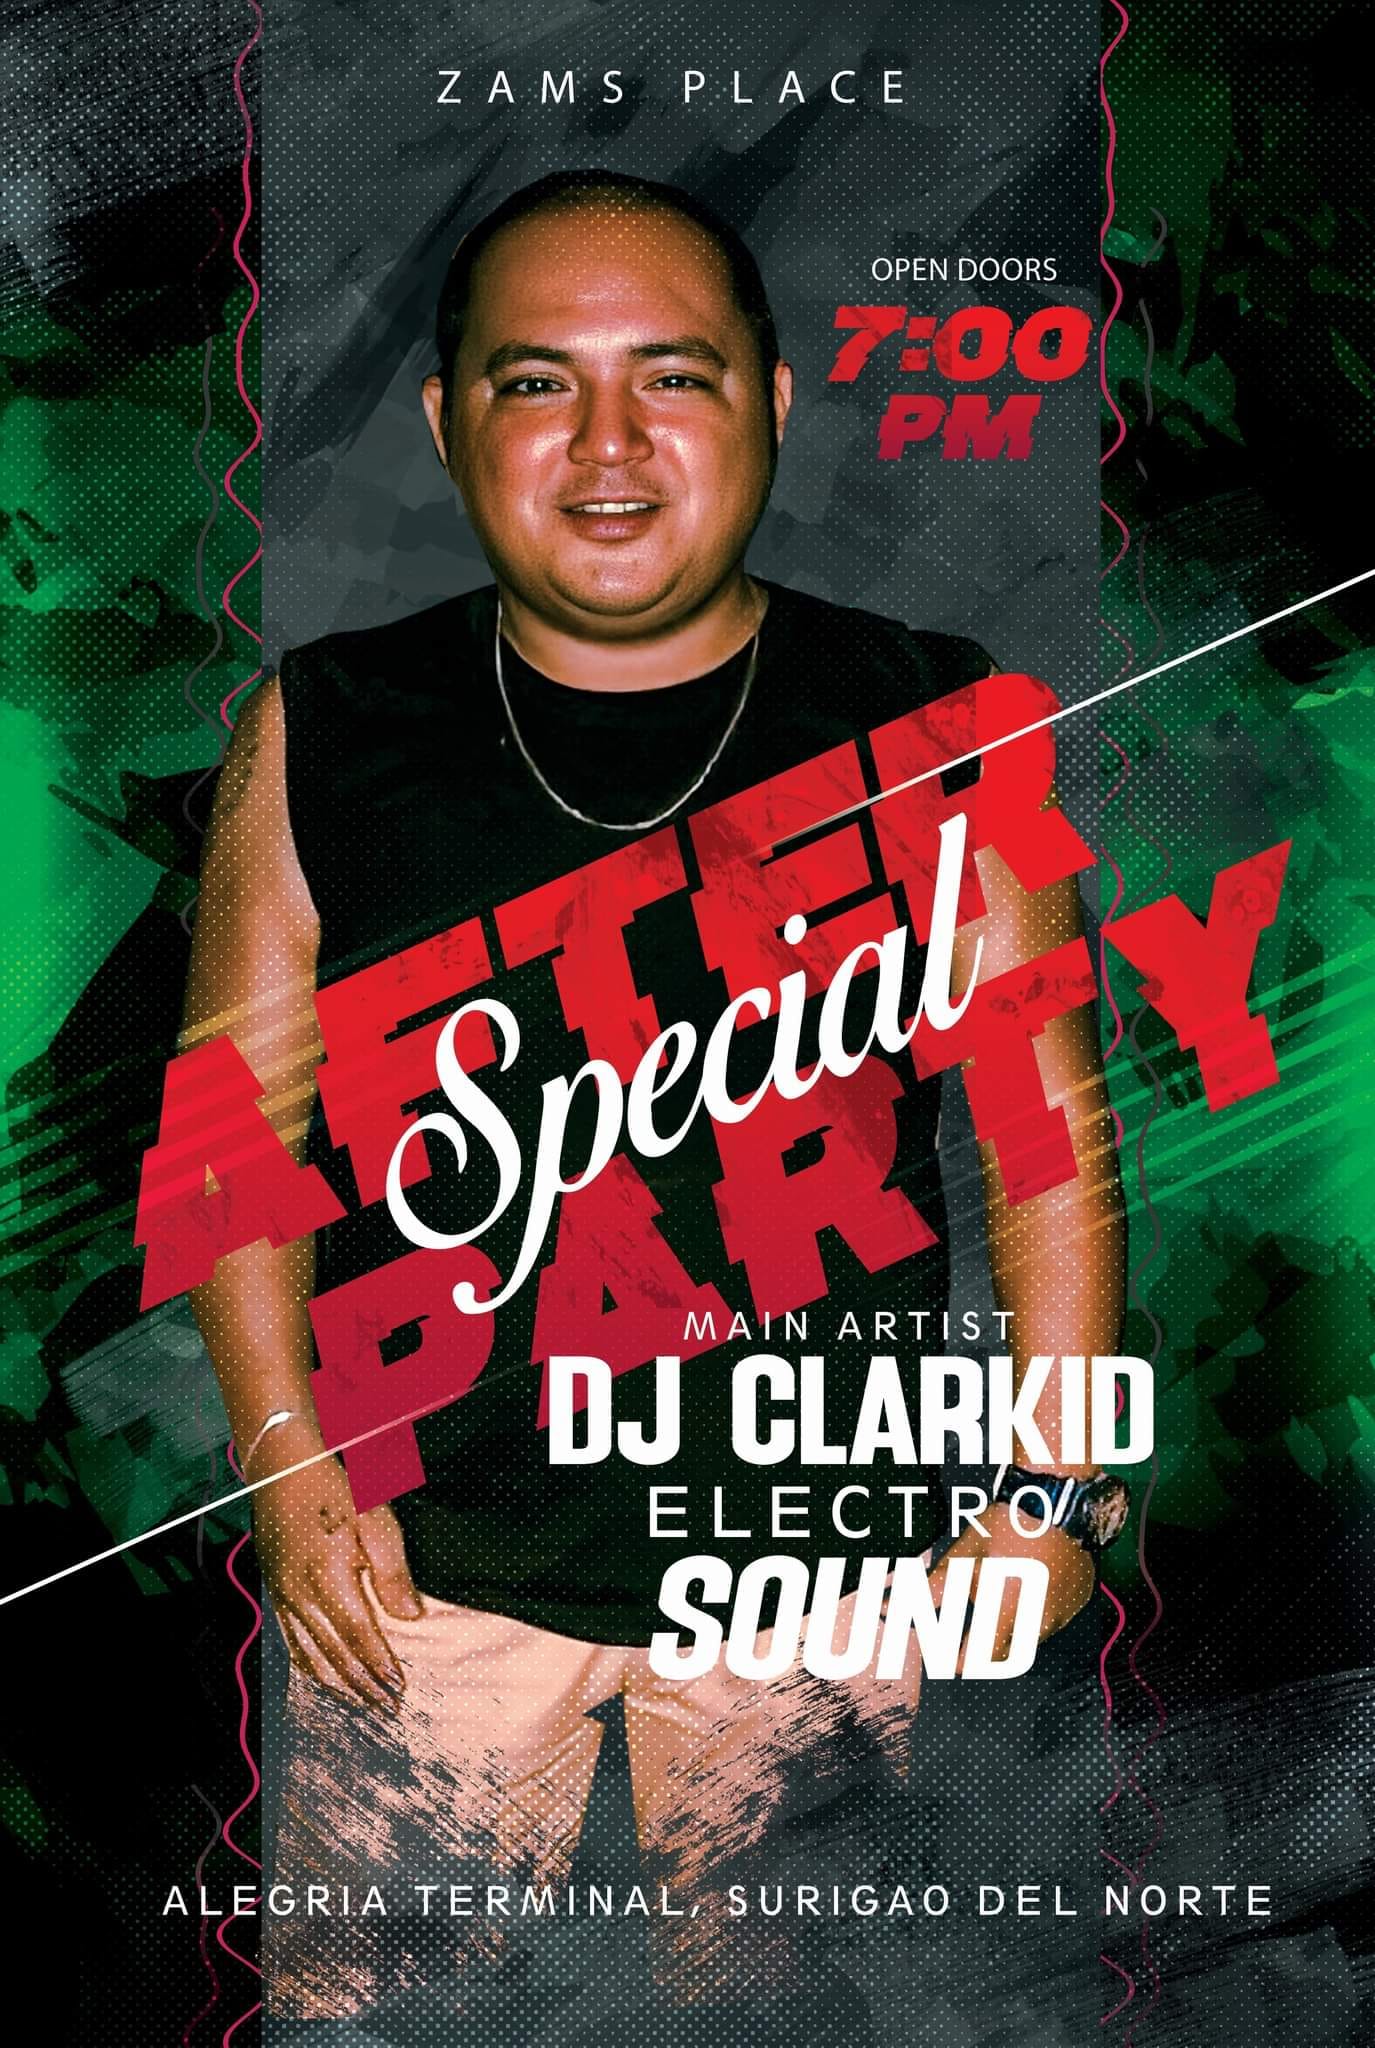 ZAMS PLACE
OPEN DOORS
7:00
PM
AFTER
Special
PARTY
MAIN ARTIST
DJ CLARKID
ELECTRO
SOUND
ALEGRIA TERMINAL, SURIGAO DEL NORTE